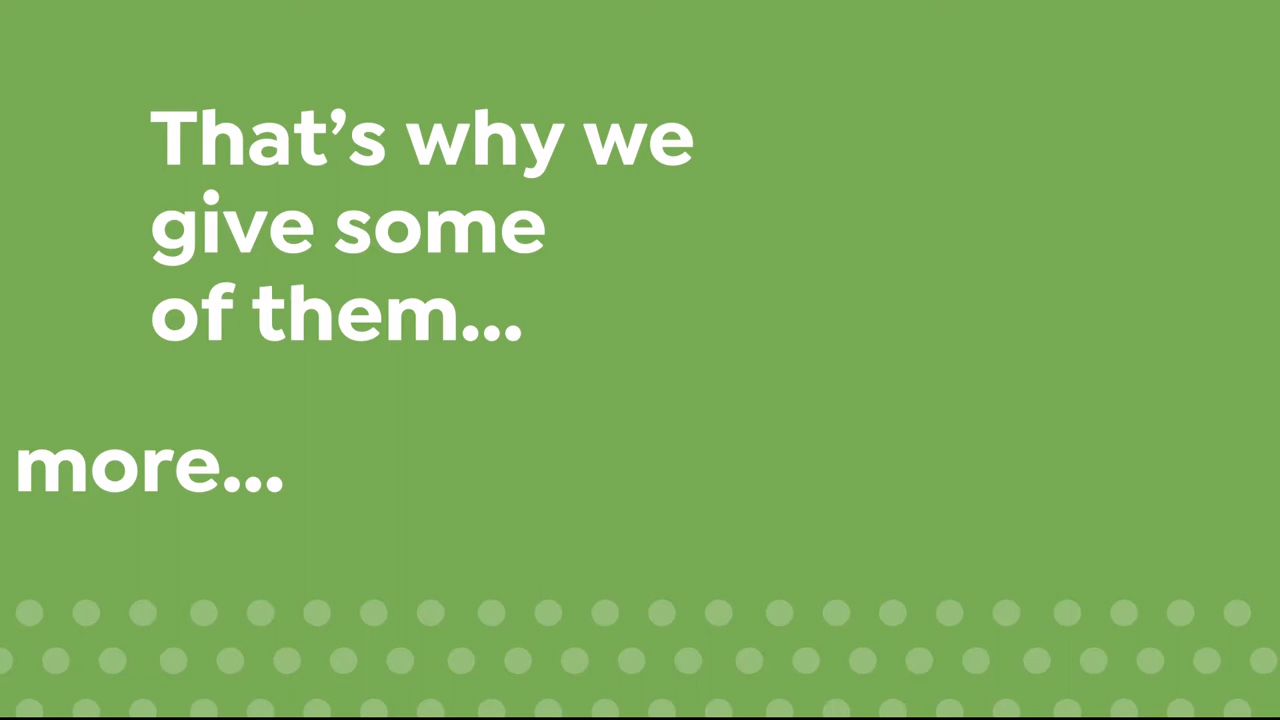 That’s why we
give some
of them...
more...